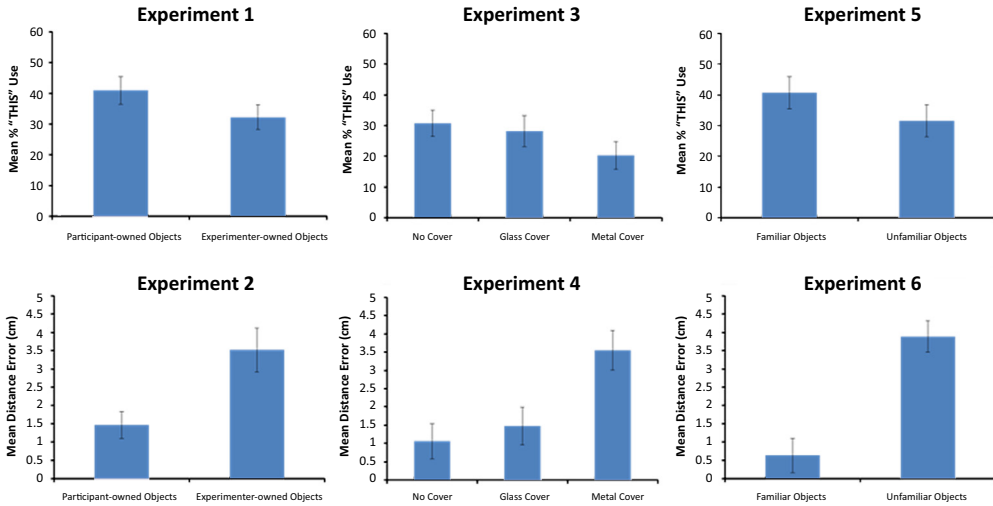 Experiment 1
Mean % “THIS” Use
60
50
40
30
20
10
0
Participant-owned Objects
Experimenter-owned Objects
Experiment 3
Mean % “THIS” Use
60
50
40
30
20
10
0
No Cover
Glass Cover
Metal Cover
Experiment 5
Mean % “THIS” Use
60
50
40
30
20
10
0
Familiar Objects
Unfamiliar Objects
Experiment 2
Mean Distance Error (cm)
5
4.5
4
3.5
3
2.5
2
1.5
1
0.5
0
Participant-owned Objects
Experimenter-owned Objects
Experiment 4
Mean Distance Error (cm)
5
4.5
4
3.5
3
2.5
2
1.5
1
0.5
0
No Cover
Glass Cover
Metal Cover
Experiment 6
Mean Distance Error (cm)
5
4.5
4
3.5
3
2.5
2
1.5
1
0.5
0
Familiar Objects
Unfamiliar Objects